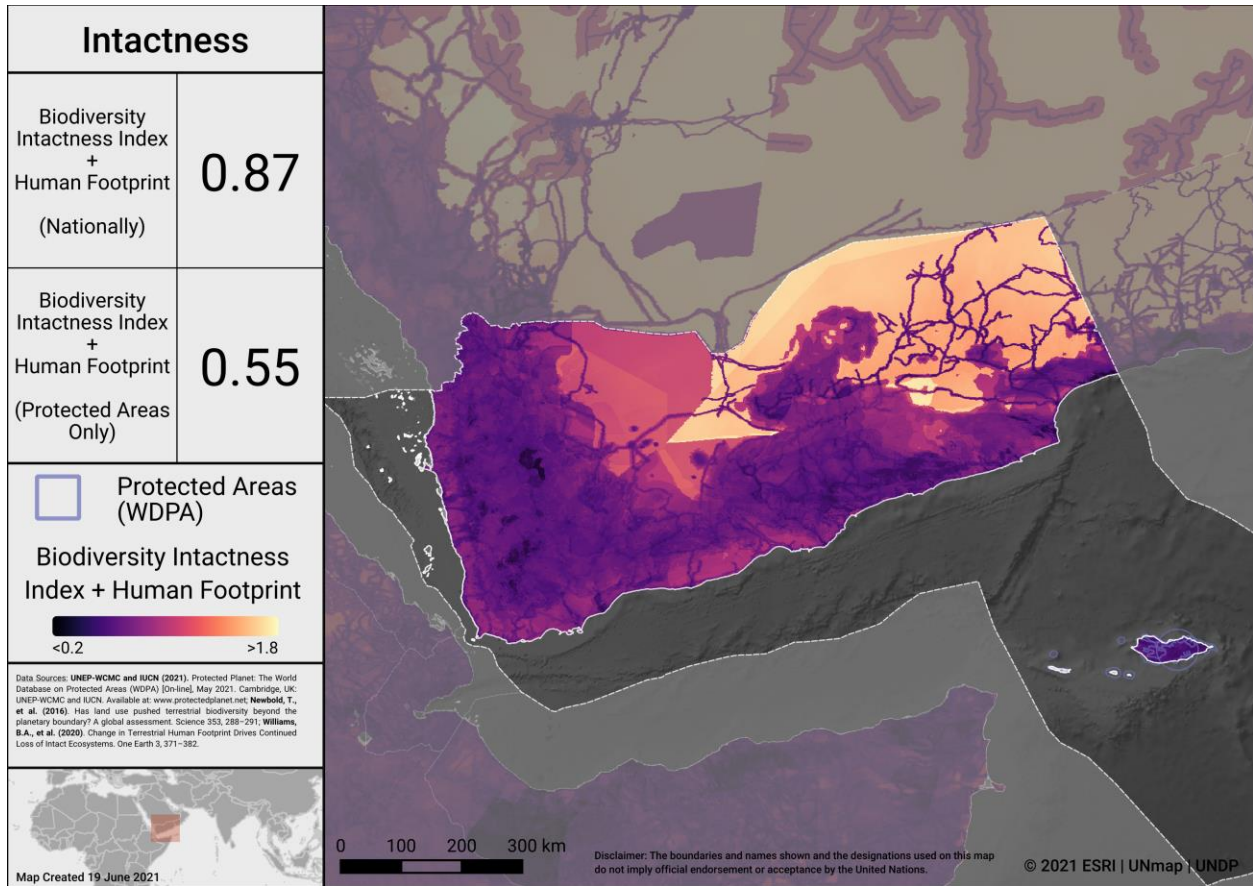 Intactness
Biodiversity
Intactness Index
+
Human Footprint
(Nationally)
0.87
Biodiversity
Intactness Index
+
Human Footprint
(Protected Areas
Only)
0.55
Protected Areas
(WDPA)
Biodiversity Intactness
Index + Human Footprint
<0.2
>1.8
Data Sources: UNEP-WCMC and IUCN (2021). Protected Planet: The World
Database on Protected Areas (WDPA) [On-line], May 2021. Cambridge, UK:
UNEP-WCMC and IUCN. Available at: www.protectedplanet.net; Newbold, T.,
et al. (2016). Has land use pushed terrestrial biodiversity beyond the
planetary boundary? A global assessment. Science 353, 288–291; Williams,
B.A., et al. (2020). Change in Terrestrial Human Footprint Drives Continued
Loss of Intact Ecosystems. One Earth 3, 371–382.
Map Created 19 June 2021
0 100 200 300 km
Disclaimer: The boundaries and names shown and the designations used on this map
do not imply official endorsement or acceptance by the United Nations.
© 2021 ESRI | UNmap | UNDP